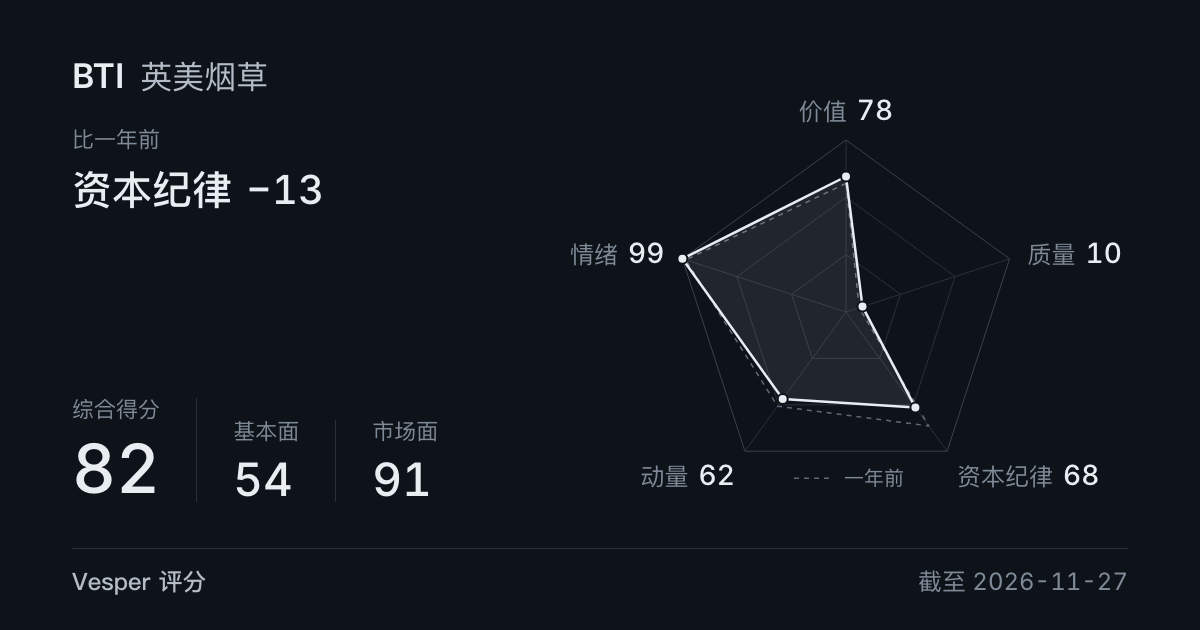 BTI 英美烟草
比一年前
资本纪律 −13
价值 78
情绪 99
质量 10
综合得分
82
基本面
54
市场面
91
动量 62
一年前
资本纪律 68
Vesper 评分
截至 2026-11-27